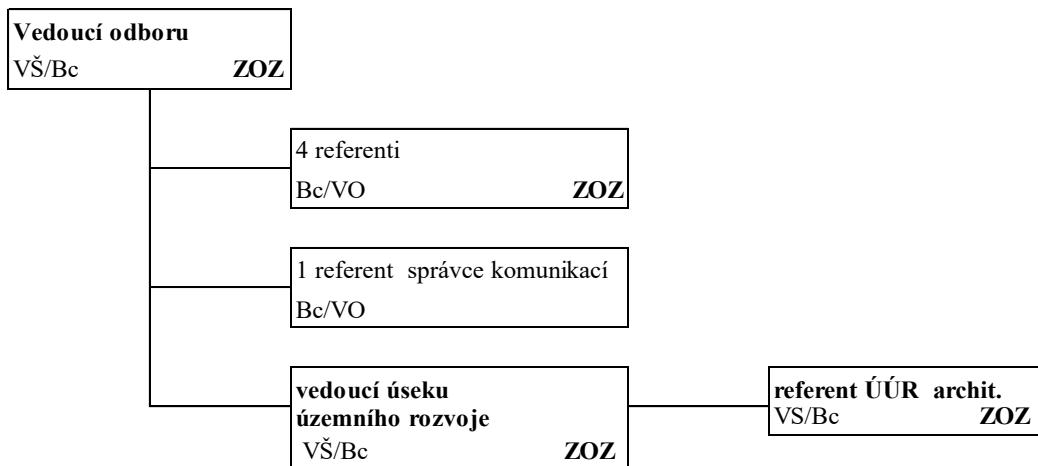 Vedoucí odboru
VŠ/Bc ZOZ
4 referenti
Bc/VO ZOZ
1 referent správce komunikací
Bc/VO
vedoucí úseku
územního rozvoje
VŠ/Bc ZOZ
referent ÚÚR archit.
VS/Bc ZOZ